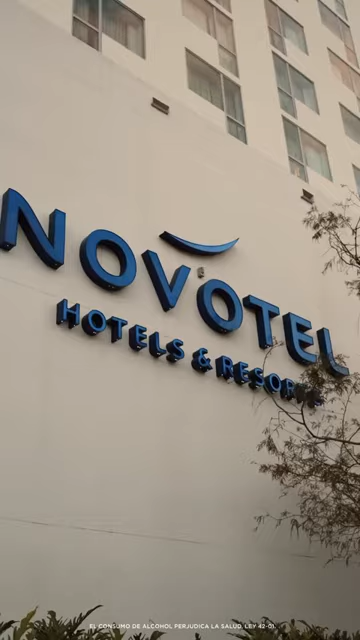 NOVOTEL
HOTELS & RESORTS
EL CONSUMO DE ALCOHOL PERJUDICA LA SALUD. LEY 42-01.